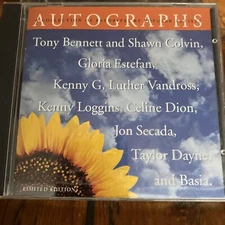 AUTOGRAPHS
Tony Bennett and Shawn Colvin,
Gloria Estefan,
Kenny G, Luther Vandross,
Kenny Loggins, Celine Dion,
Jon Secada,
Taylor Dayne,
and Basia.
LIMITED EDITION